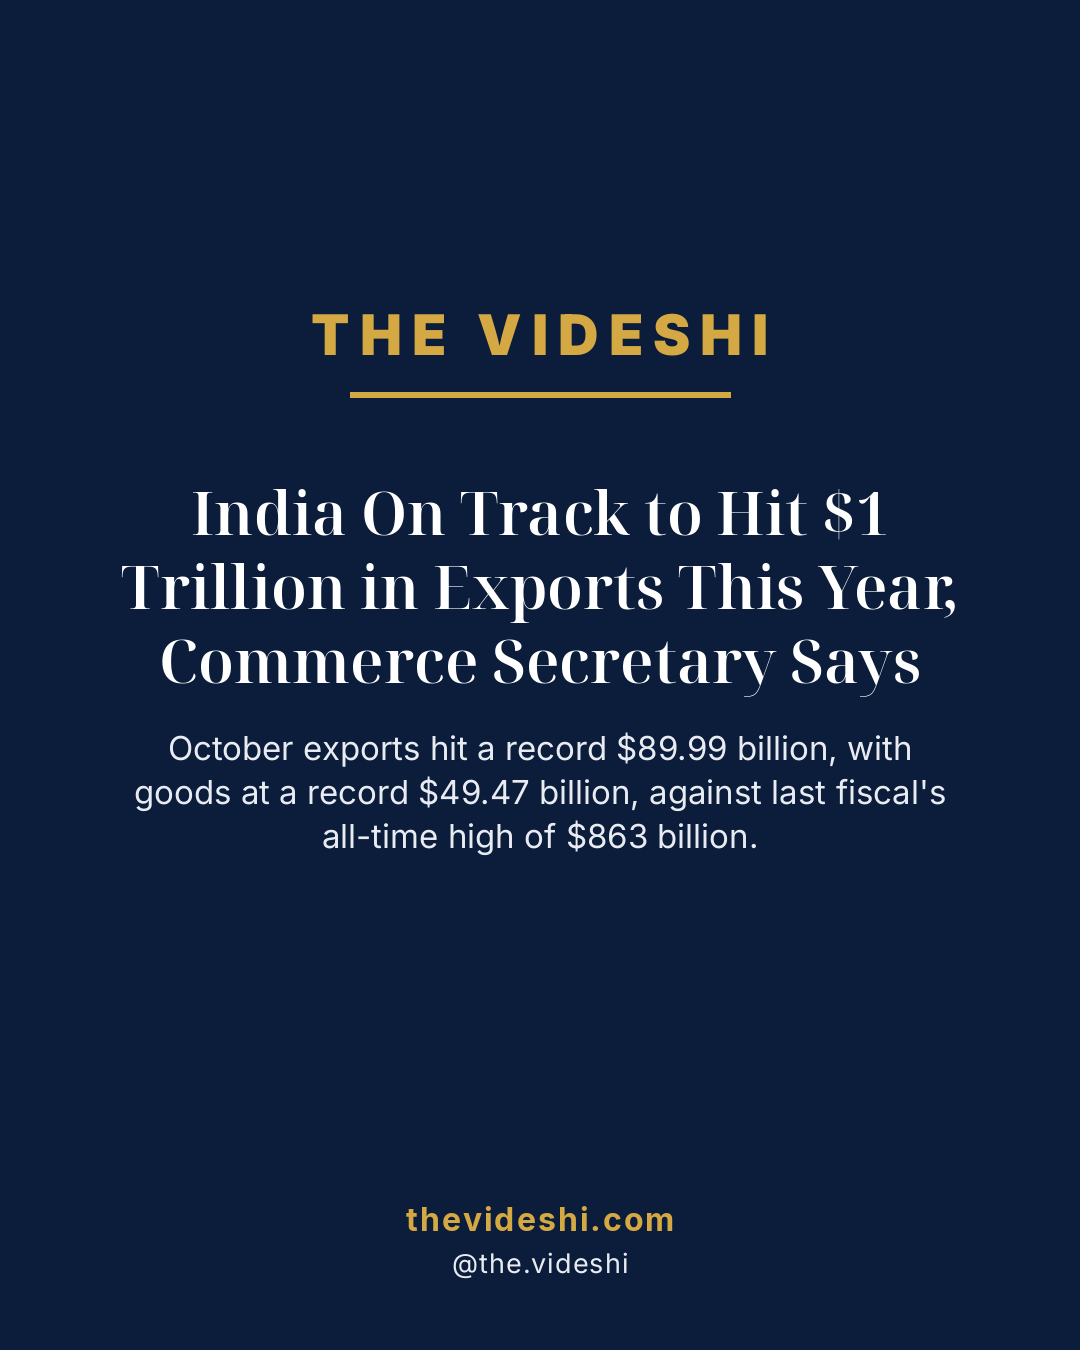 THE VIDESHI
India On Track to Hit $1
Trillion in Exports This Year,
Commerce Secretary Says
October exports hit a record $89.99 billion, with
goods at a record $49.47 billion, against last fiscal's
all-time high of $863 billion.
thevideshi.com
@the.videshi